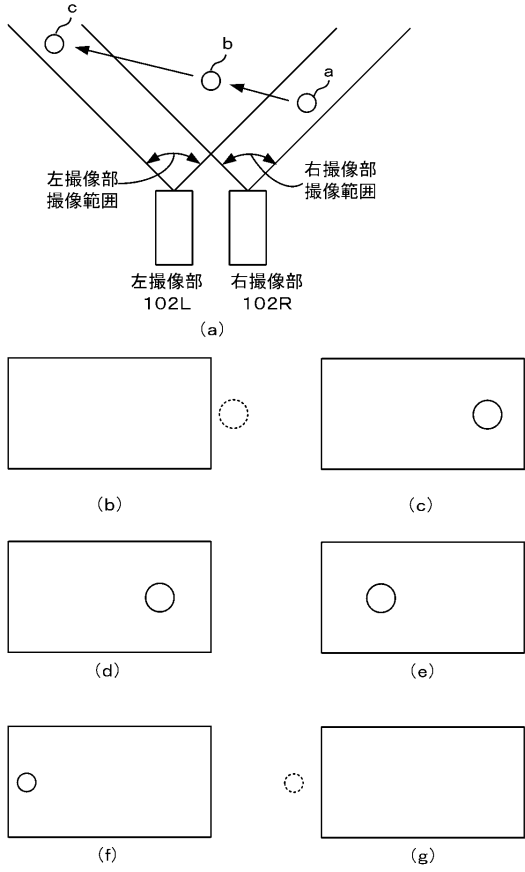 c
b
a
左撮像部
撮像範囲
右撮像部
撮像範囲
左撮像部
102L
右撮像部
102R
(a)
(b)
(c)
(d)
(e)
(f)
(g)